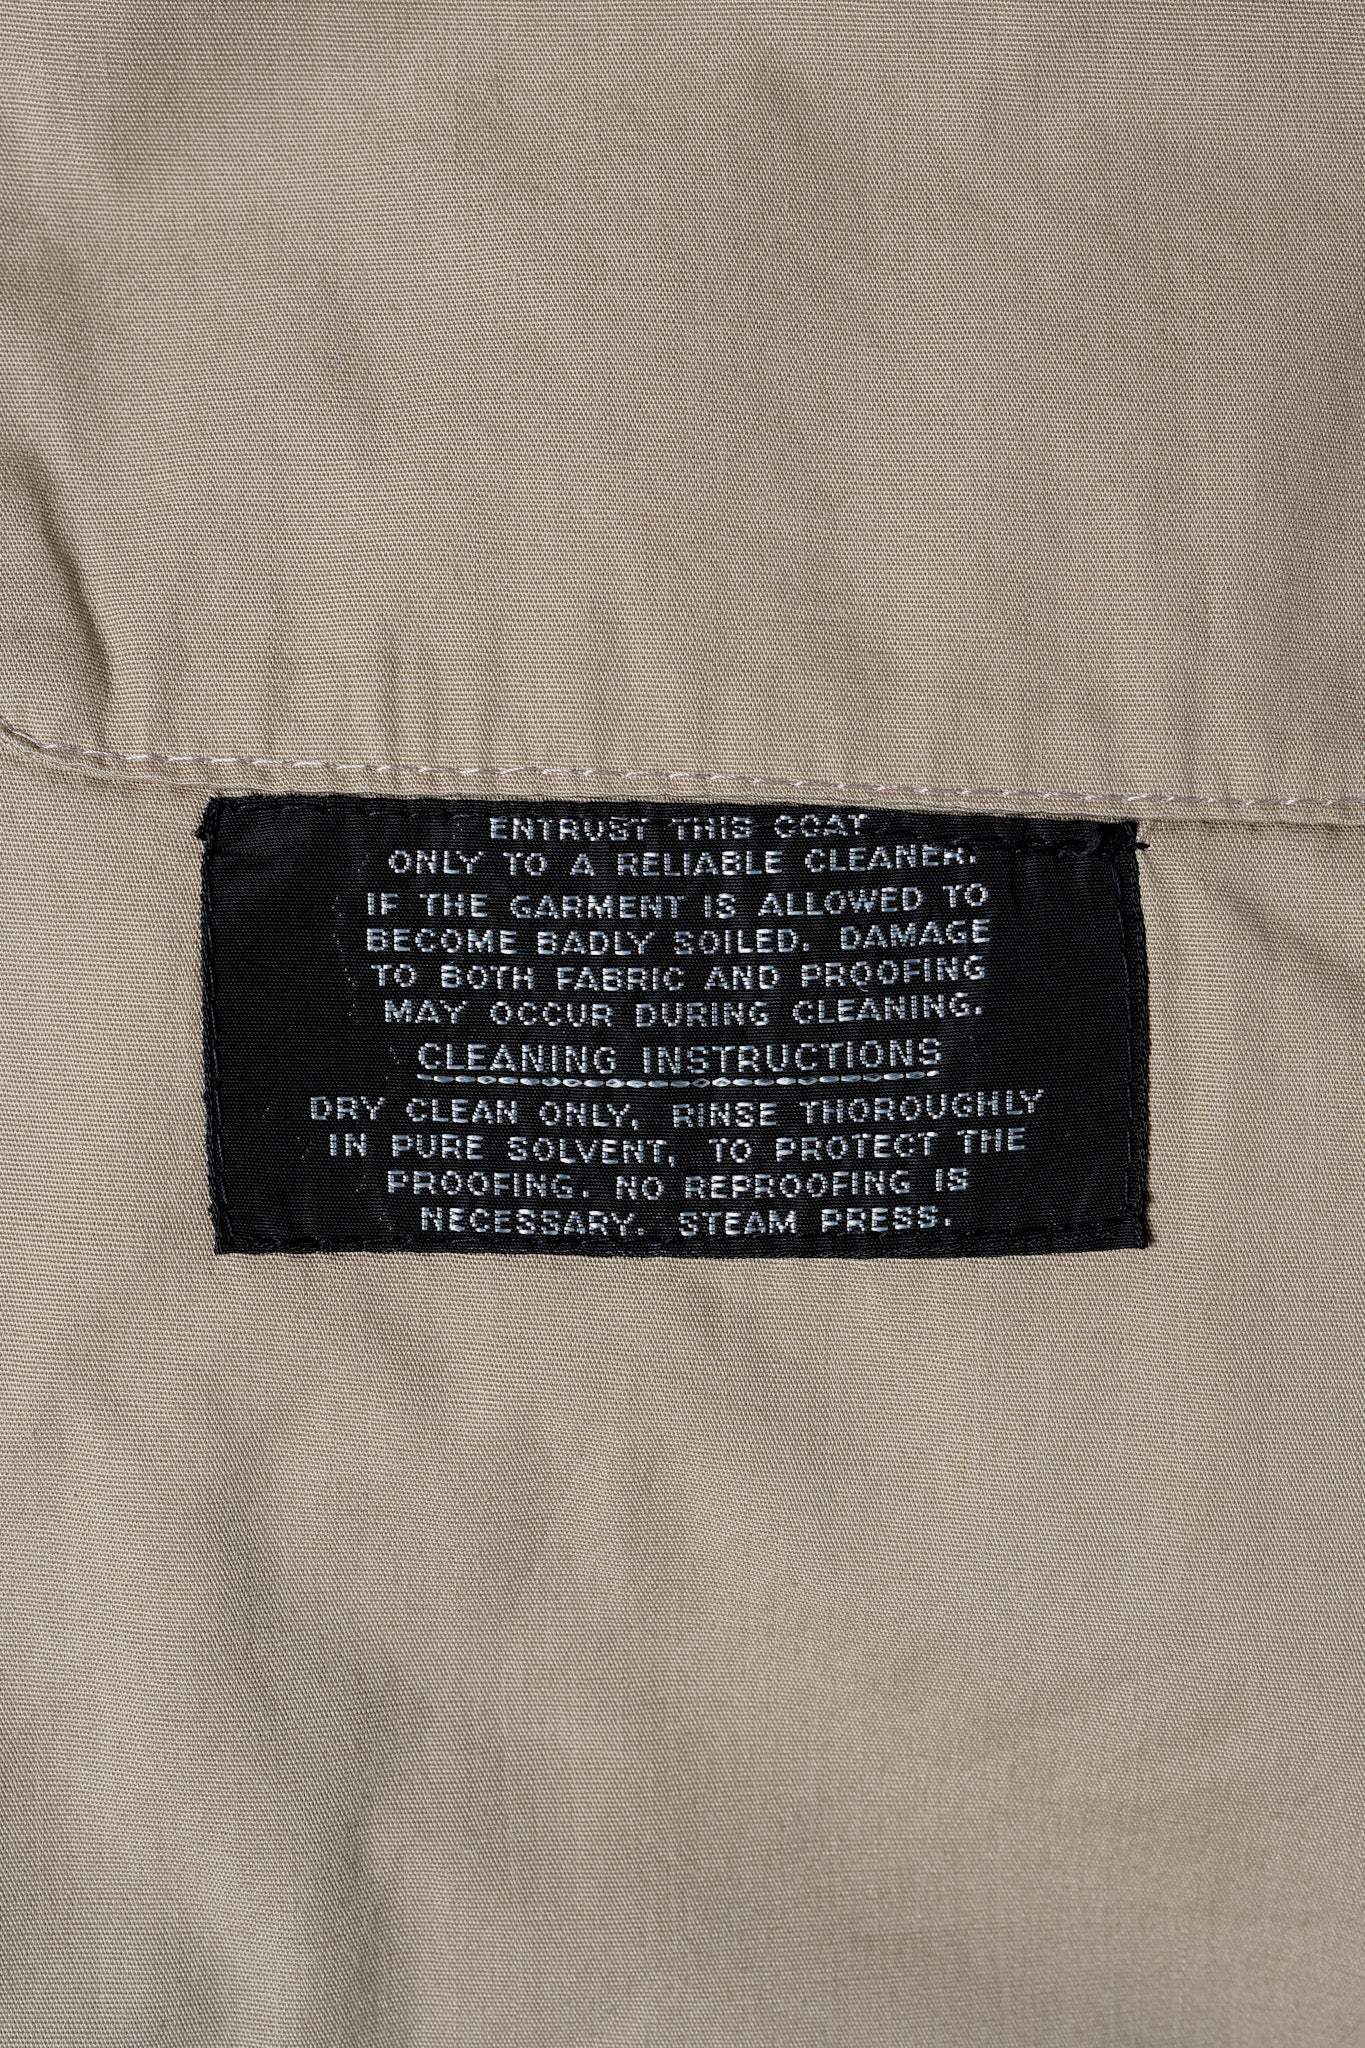 ENTRUST THIS COAT
ONLY TO A RELIABLE CLEANER.
IF THE GARMENT IS ALLOWED TO
BECOME BADLY SOILED. DAMAGE
TO BOTH FABRIC AND PROOFING
MAY OCCUR DURING CLEANING.
CLEANING INSTRUCTIONS
DRY CLEAN ONLY, RINSE THOROUGHLY
IN PURE SOLVENT, TO PROTECT THE
PROOFING. NO REPROOFING IS
NECESSARY. STEAM PRESS.